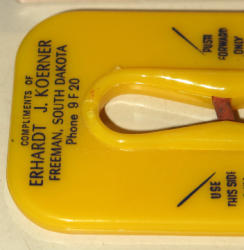 COMPLIMENTS OF
ERHARDT J. KOERNER
FREEMAN, SOUTH DAKOTA
Phone 9 F 20
PUSH
FORWARD
ONLY
USE
THIS SIDE